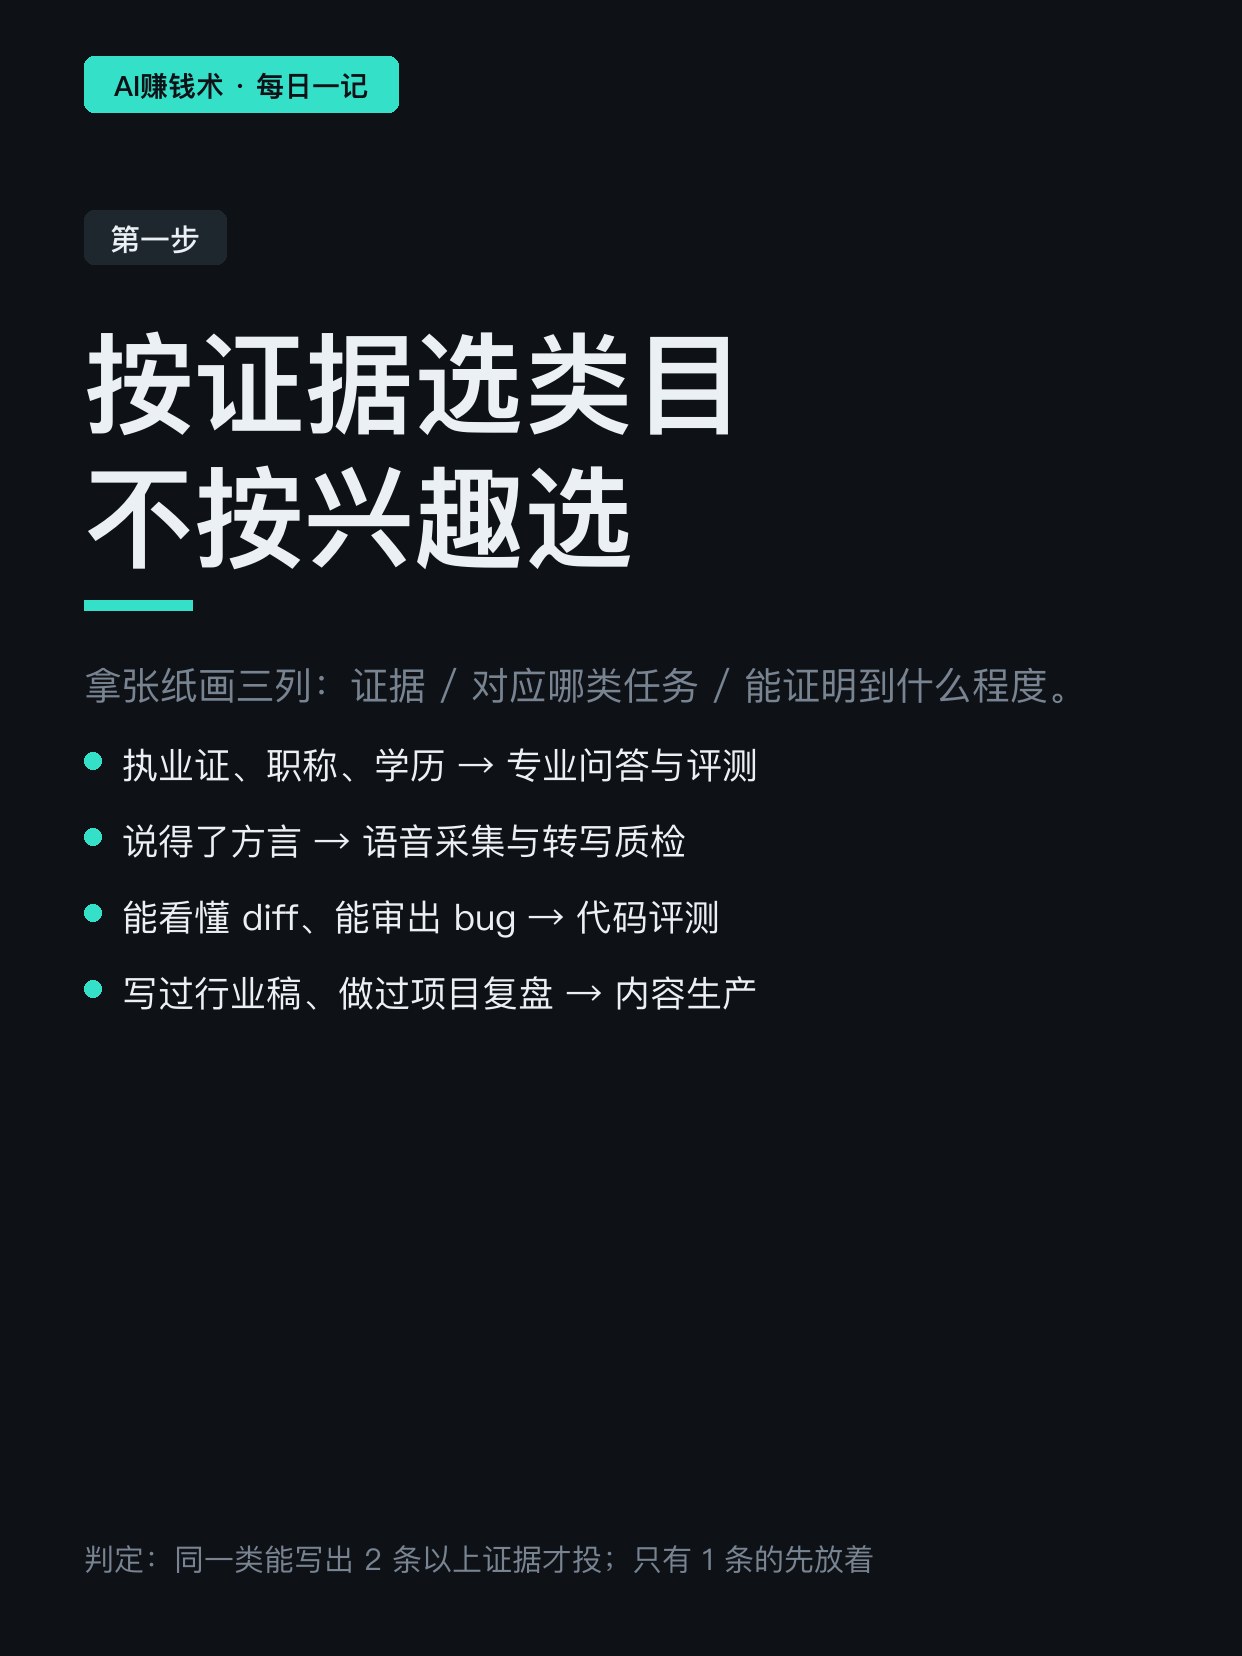 AI赚钱术 · 每日一记
第一步
按证据选类目
不按兴趣选
拿张纸画三列：证据 / 对应哪类任务 / 能证明到什么程度。
执业证、职称、学历 → 专业问答与评测
说得了方言 → 语音采集与转写质检
能看懂 diff、能审出 bug → 代码评测
写过行业稿、做过项目复盘 → 内容生产
判定：同一类能写出 2 条以上证据才投；只有 1 条的先放着